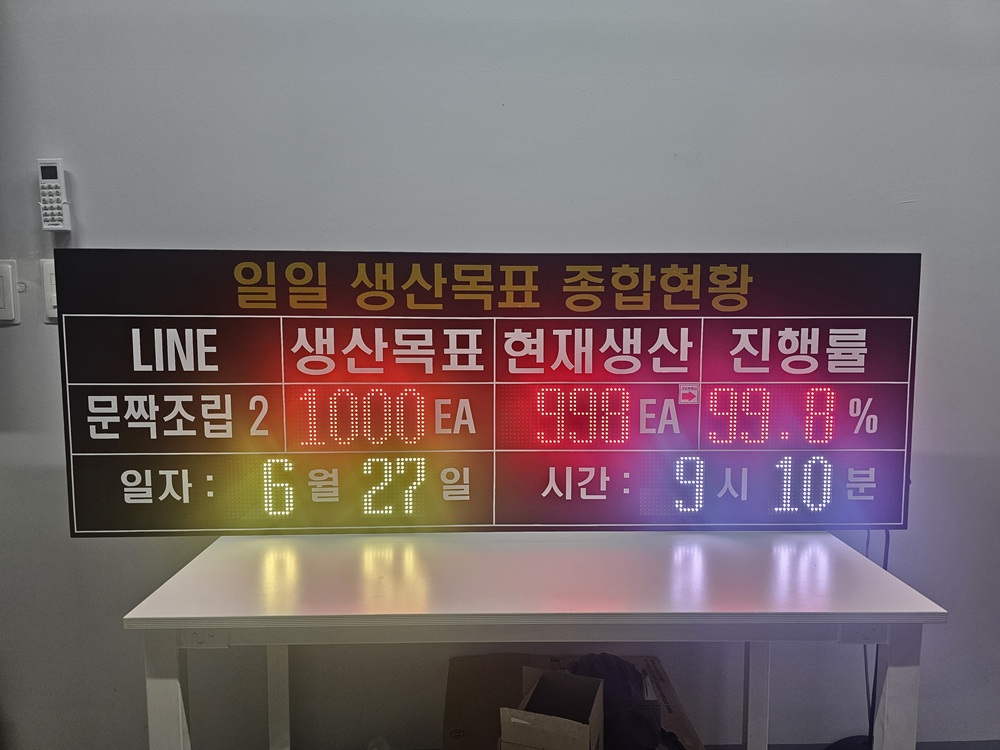 일일 생산목표 종합현황
LINE 생산목표 현재생산 진행률
문짝조립 2 1000 EA 998 EA 99.8 %
일자 : 6 월 27 일 시간 : 9 시 10 분